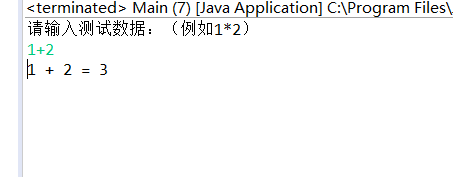 <terminated> Main (7) [Java Application] C:\Program Files\
请输入测试数据：（例如1*2）
1+2
1 + 2 = 3